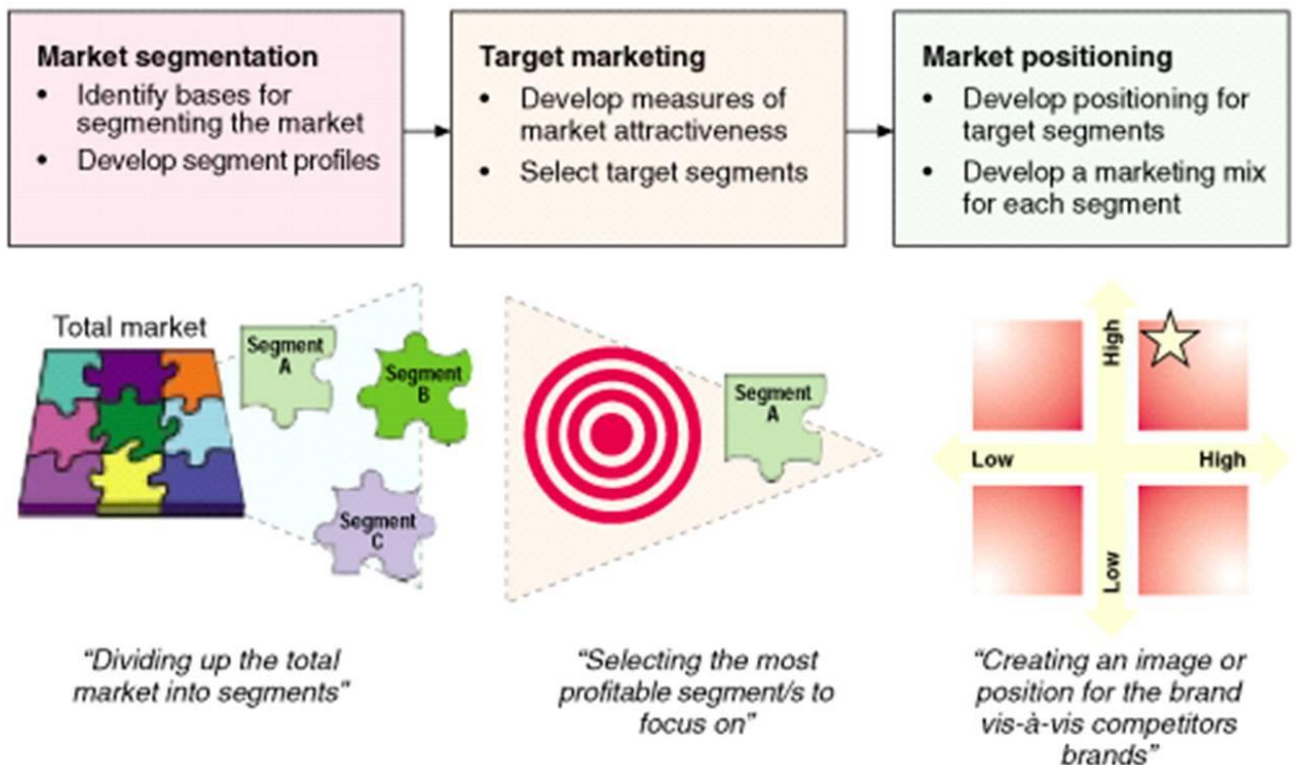 Market segmentation
• Identify bases for
segmenting the market
• Develop segment profiles
Target marketing
• Develop measures of
market attractiveness
• Select target segments
Market positioning
• Develop positioning for
target segments
• Develop a marketing mix
for each segment
Total market
Segment
A
Segment
B
Segment
C
Segment
A
High
Low
High
Low
“Dividing up the total
market into segments”
“Selecting the most
profitable segment/s to
focus on”
“Creating an image or
position for the brand
vis-à-vis competitors
brands”